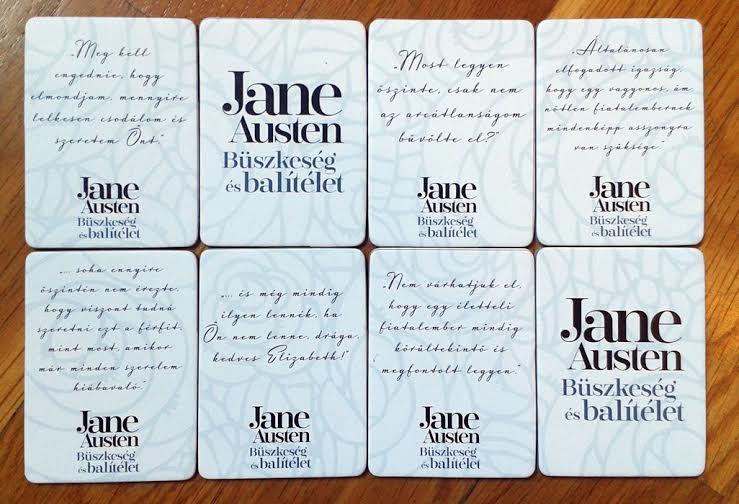 „Meg kell
engednie, hogy
elmondjam, mennyire
lelkesen csodálom és
szeretem Önt."
Jane
Austen
Büszkeség
és balítélet
Jane
Austen
Büszkeség
és balítélet
„Most legyen
őszinte, csak nem
az arcátlanságom
bűvölte el?"
Jane
Austen
Büszkeség
és balítélet
„Általánosan
elfogadott igazság,
hogy egy vagyonos, ám
nőtlen fiatalembernek
mindenképp asszonyra
van szüksége"
Jane
Austen
Büszkeség
és balítélet
„... soha ennyire
őszintén nem érezte,
hogy viszont tudná
szeretni ezt a férfit,
mint most, amikor
már minden szerelem
hiábavaló."
Jane
Austen
Büszkeség
és balítélet
„... és még mindig
ilyen lennék, ha
Ön nem lenne, drága,
kedves Elizabeth!"
Jane
Austen
Büszkeség
és balítélet
„Nem várhatjuk el,
hogy egy életteli
fiatalember mindig
körültekintő és
megfontolt legyen."
Jane
Austen
Büszkeség
és balítélet
Jane
Austen
Büszkeség
és balítélet